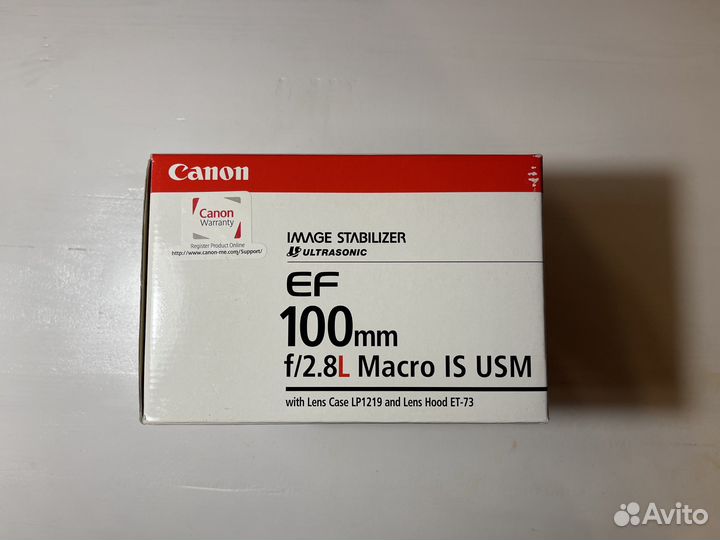 Canon
Canon
Warranty
Register Product Online
http://www.canon-me.com/Support/
IMAGE STABILIZER
ULTRASONIC
EF
100mm
f/2.8L Macro IS USM
with Lens Case LP1219 and Lens Hood ET-73
Avito